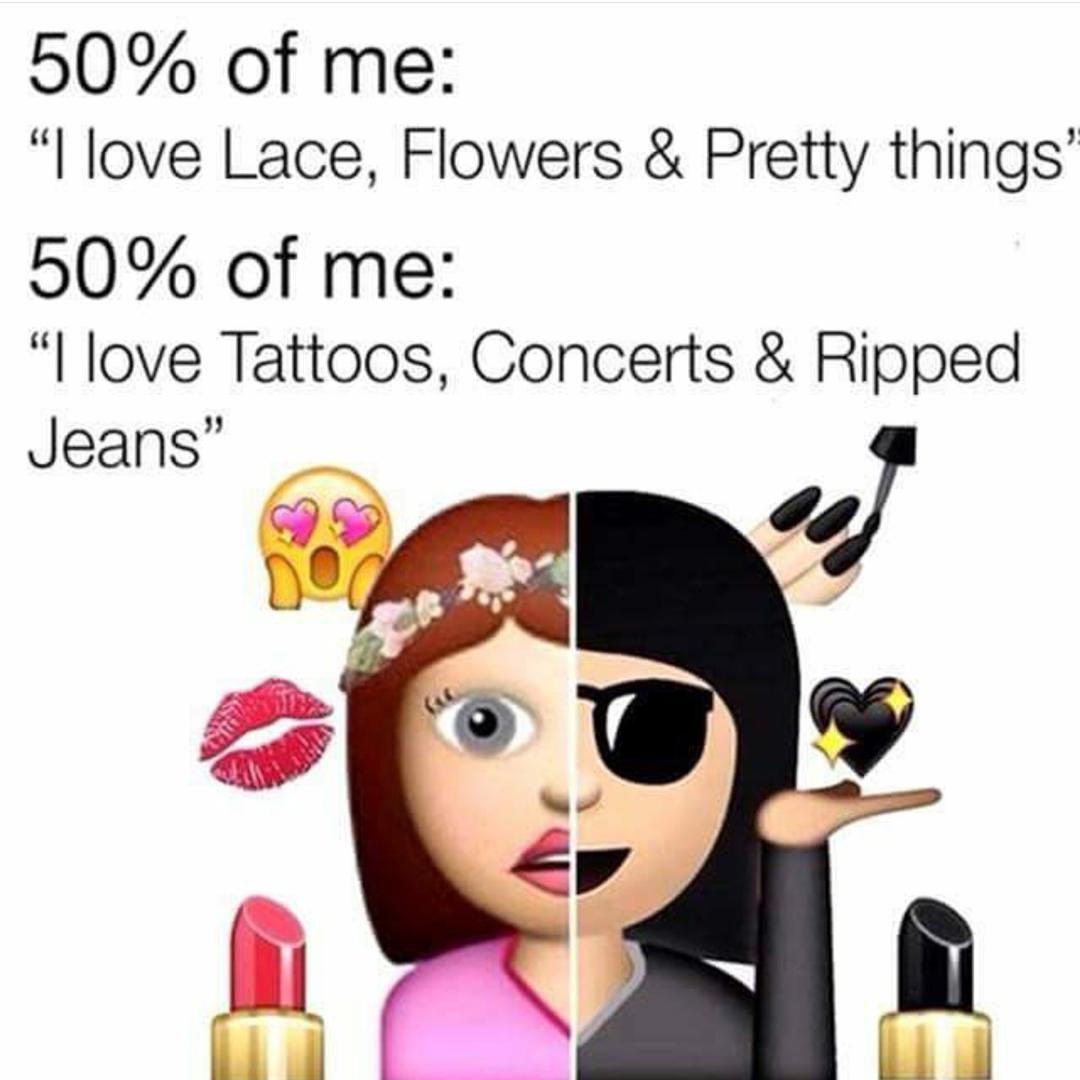 50% of me:
“I love Lace, Flowers & Pretty things”
50% of me:
“I love Tattoos, Concerts & Ripped
Jeans”